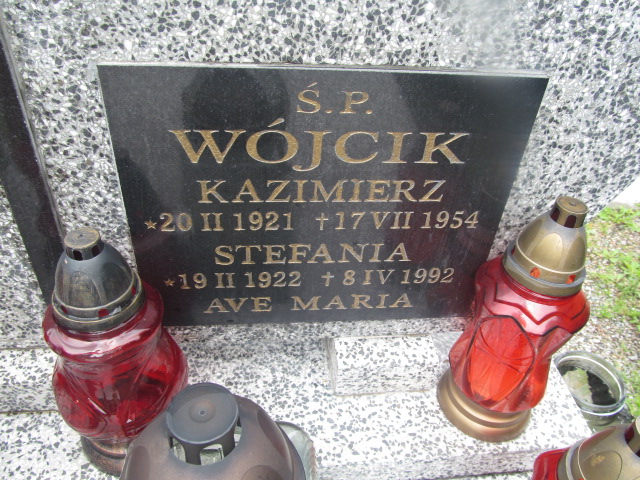 Ś. P.
WÓJCIK
KAZIMIERZ
*20 II 1921 †17 VII 1954
STEFANIA
*19 II 1922 †8 IV 1992
AVE MARIA